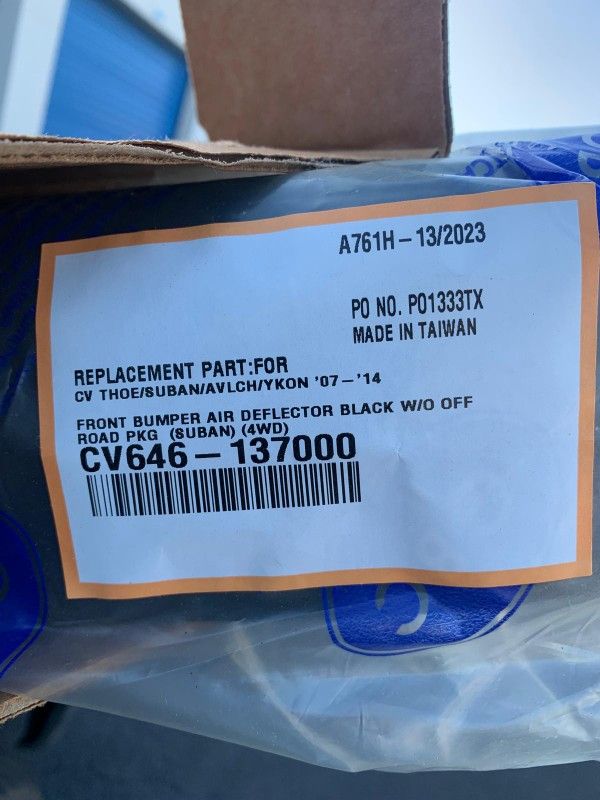 A761H-13/2023
PO NO. P01333TX
MADE IN TAIWAN
REPLACEMENT PART:FOR
CV THOE/SUBAN/AVLCH/YKON '07-'14
FRONT BUMPER AIR DEFLECTOR BLACK W/O OFF
ROAD PKG (SUBAN) (4WD)
CV646-137000